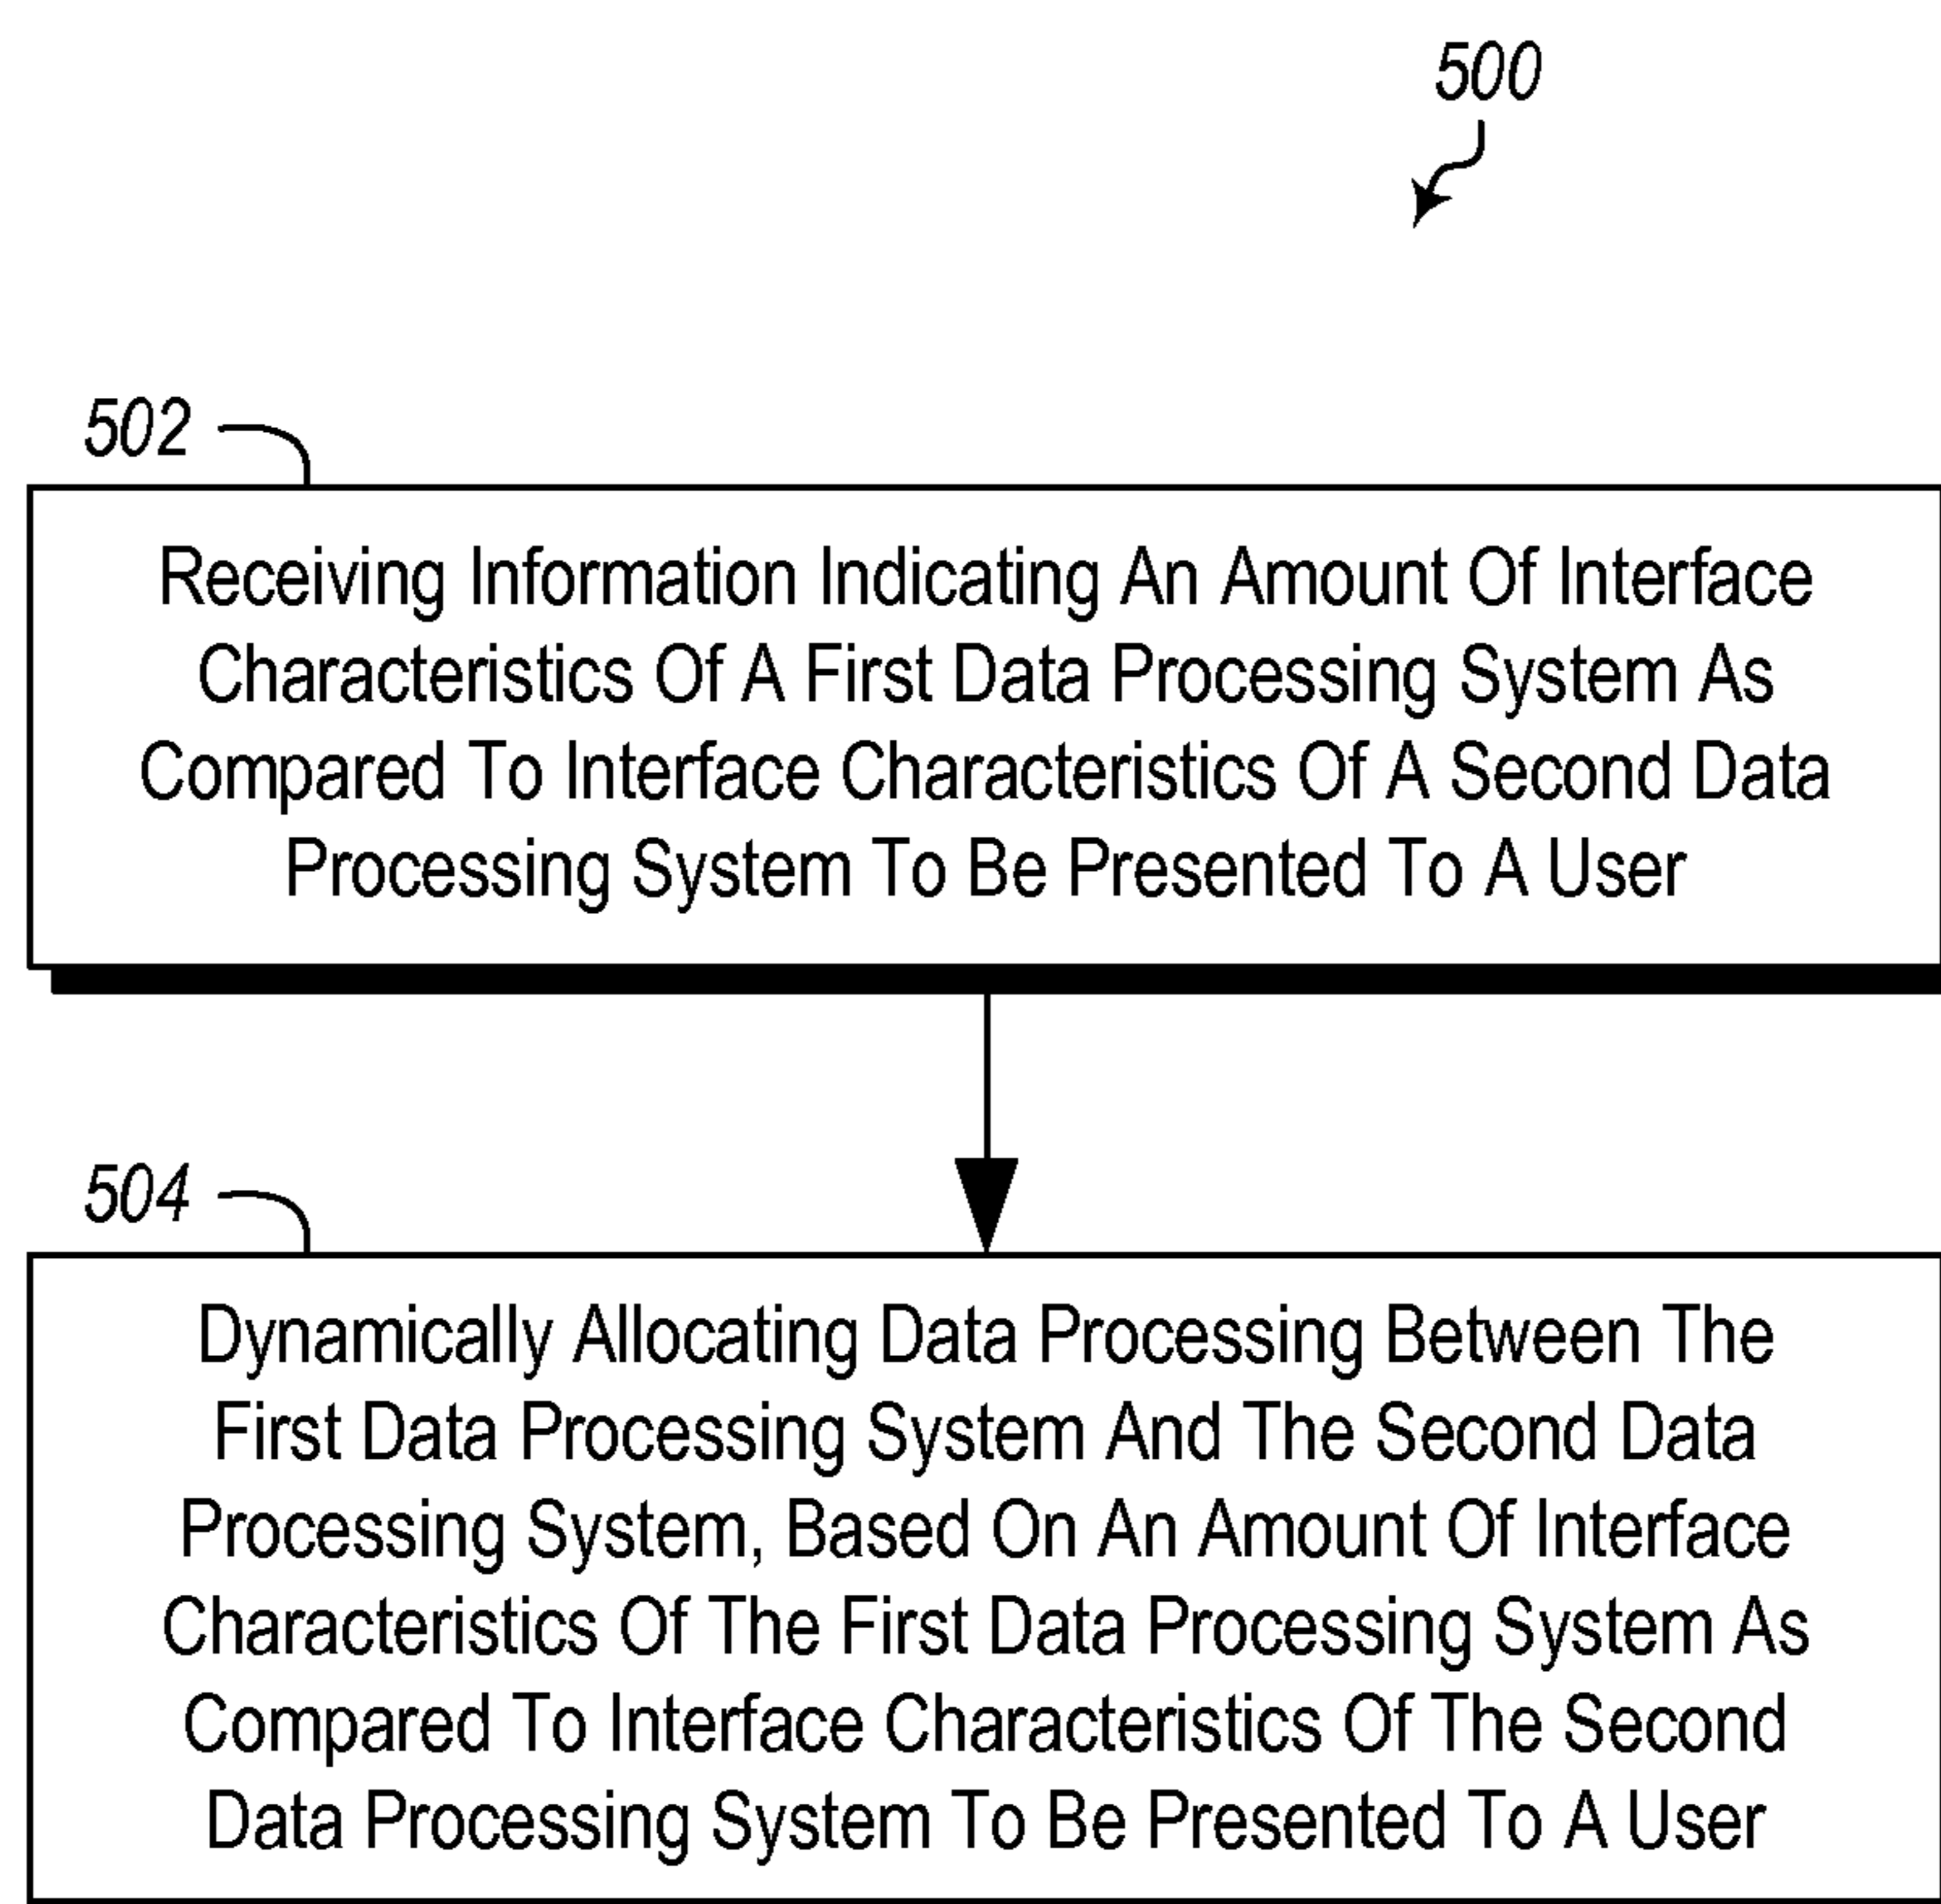 500
502
Receiving Information Indicating An Amount Of Interface
Characteristics Of A First Data Processing System As
Compared To Interface Characteristics Of A Second Data
Processing System To Be Presented To A User
504
Dynamically Allocating Data Processing Between The
First Data Processing System And The Second Data
Processing System, Based On An Amount Of Interface
Characteristics Of The First Data Processing System As
Compared To Interface Characteristics Of The Second
Data Processing System To Be Presented To A User